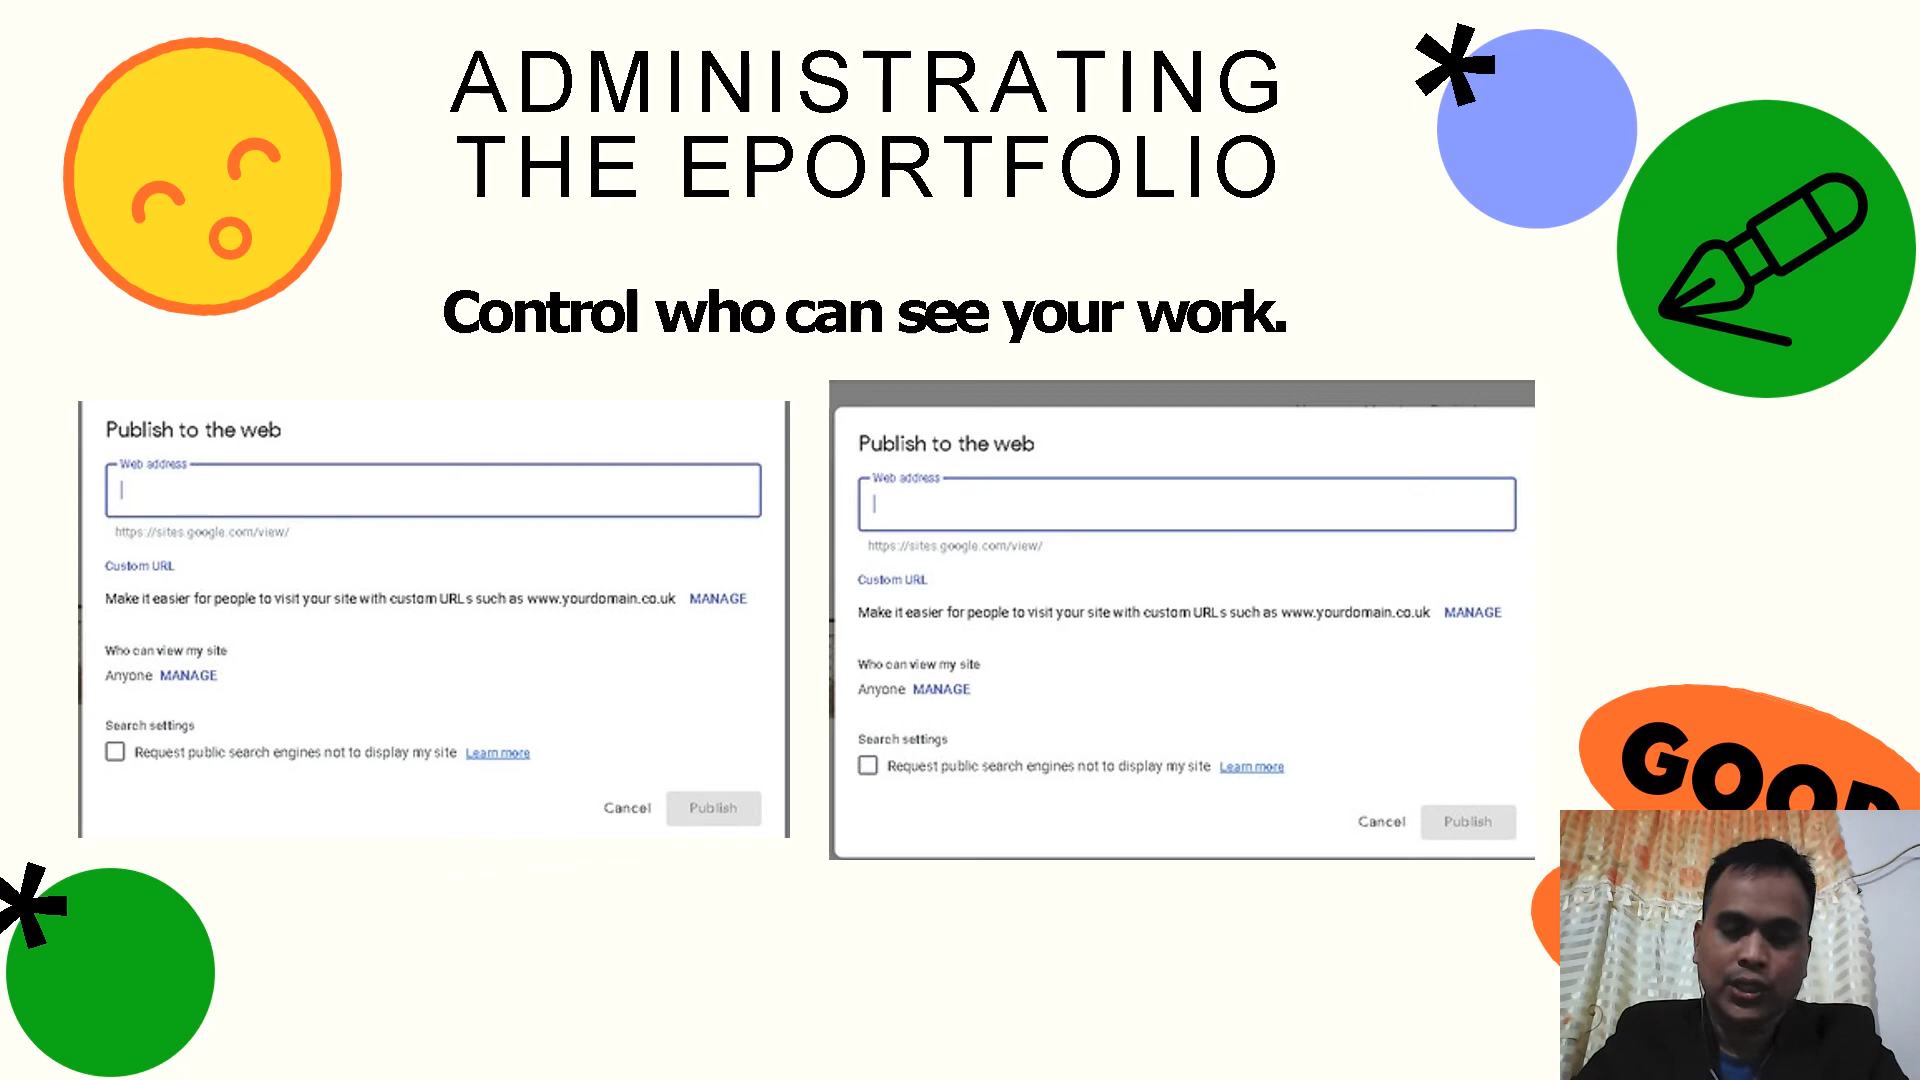 ADMINISTRATING
THE EPORTFOLIO
Control who can see your work.
Publish to the web
Web address
https://sites.google.com/view/
Custom URL
Make it easier for people to visit your site with custom URLs such as www.yourdomain.co.uk MANAGE
Who can view my site
Anyone MANAGE
Search settings
Request public search engines not to display my site Learn more
Cancel Publish
Publish to the web
Web address
https://sites.google.com/view/
Custom URL
Make it easier for people to visit your site with custom URLs such as www.yourdomain.co.uk MANAGE
Who can view my site
Anyone MANAGE
Search settings
Request public search engines not to display my site Learn more
Cancel Publish
GOOD